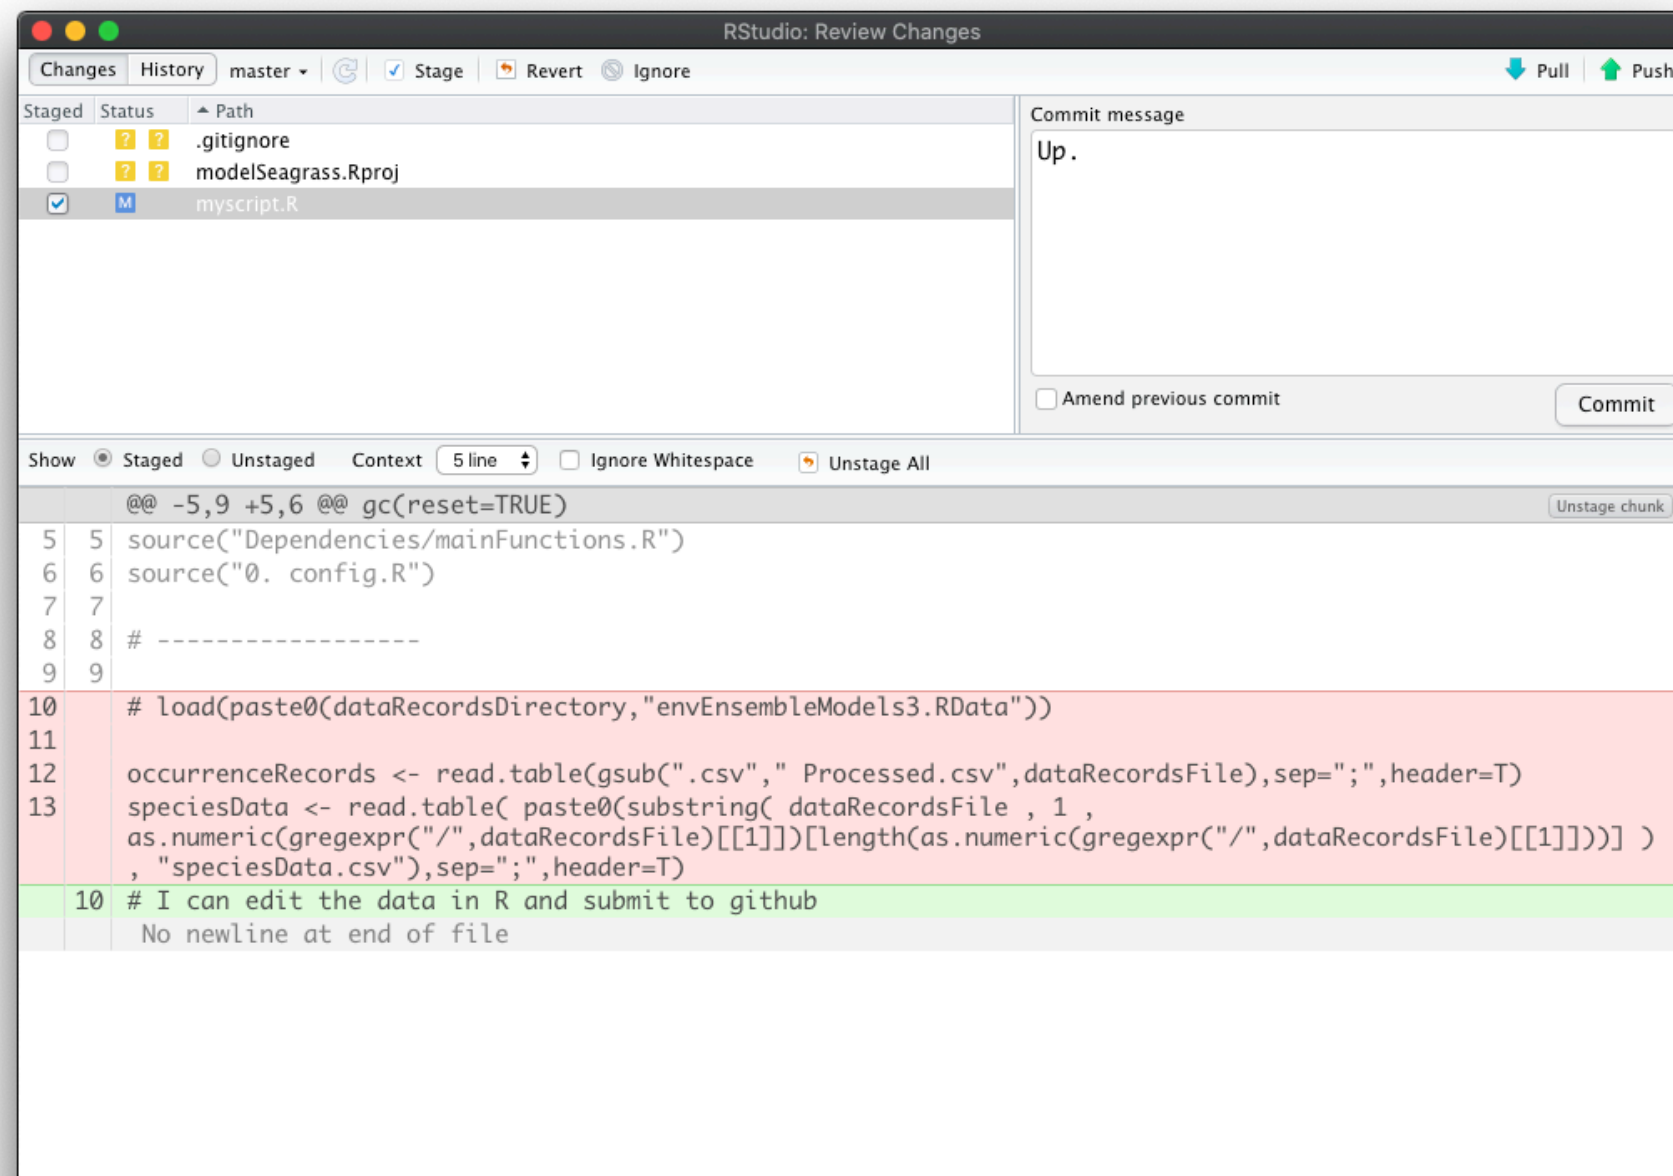 RStudio: Review Changes
Changes History master Stage Revert Ignore Pull Push
Staged Status Path
? ? .gitignore
? ? modelSeagrass.Rproj
M myscript.R
Commit message
Up.
Amend previous commit
Commit
Show Staged Unstaged Context 5 line Ignore Whitespace Unstage All
@@ -5,9 +5,6 @@ gc(reset=TRUE)
Unstage chunk
5 5 source("Dependencies/mainFunctions.R")
6 6 source("0. config.R")
7 7
8 8 # ------------------
9 9
10 # load(paste0(dataRecordsDirectory,"envEnsembleModels3.RData"))
11
12 occurrenceRecords <- read.table(gsub(".csv"," Processed.csv",dataRecordsFile),sep=";",header=T)
13 speciesData <- read.table( paste0(substring( dataRecordsFile , 1 ,
as.numeric(gregexpr("/",dataRecordsFile)[[1]])[length(as.numeric(gregexpr("/",dataRecordsFile)[[1]]))] )
, "speciesData.csv"),sep=";",header=T)
10 # I can edit the data in R and submit to github
No newline at end of file